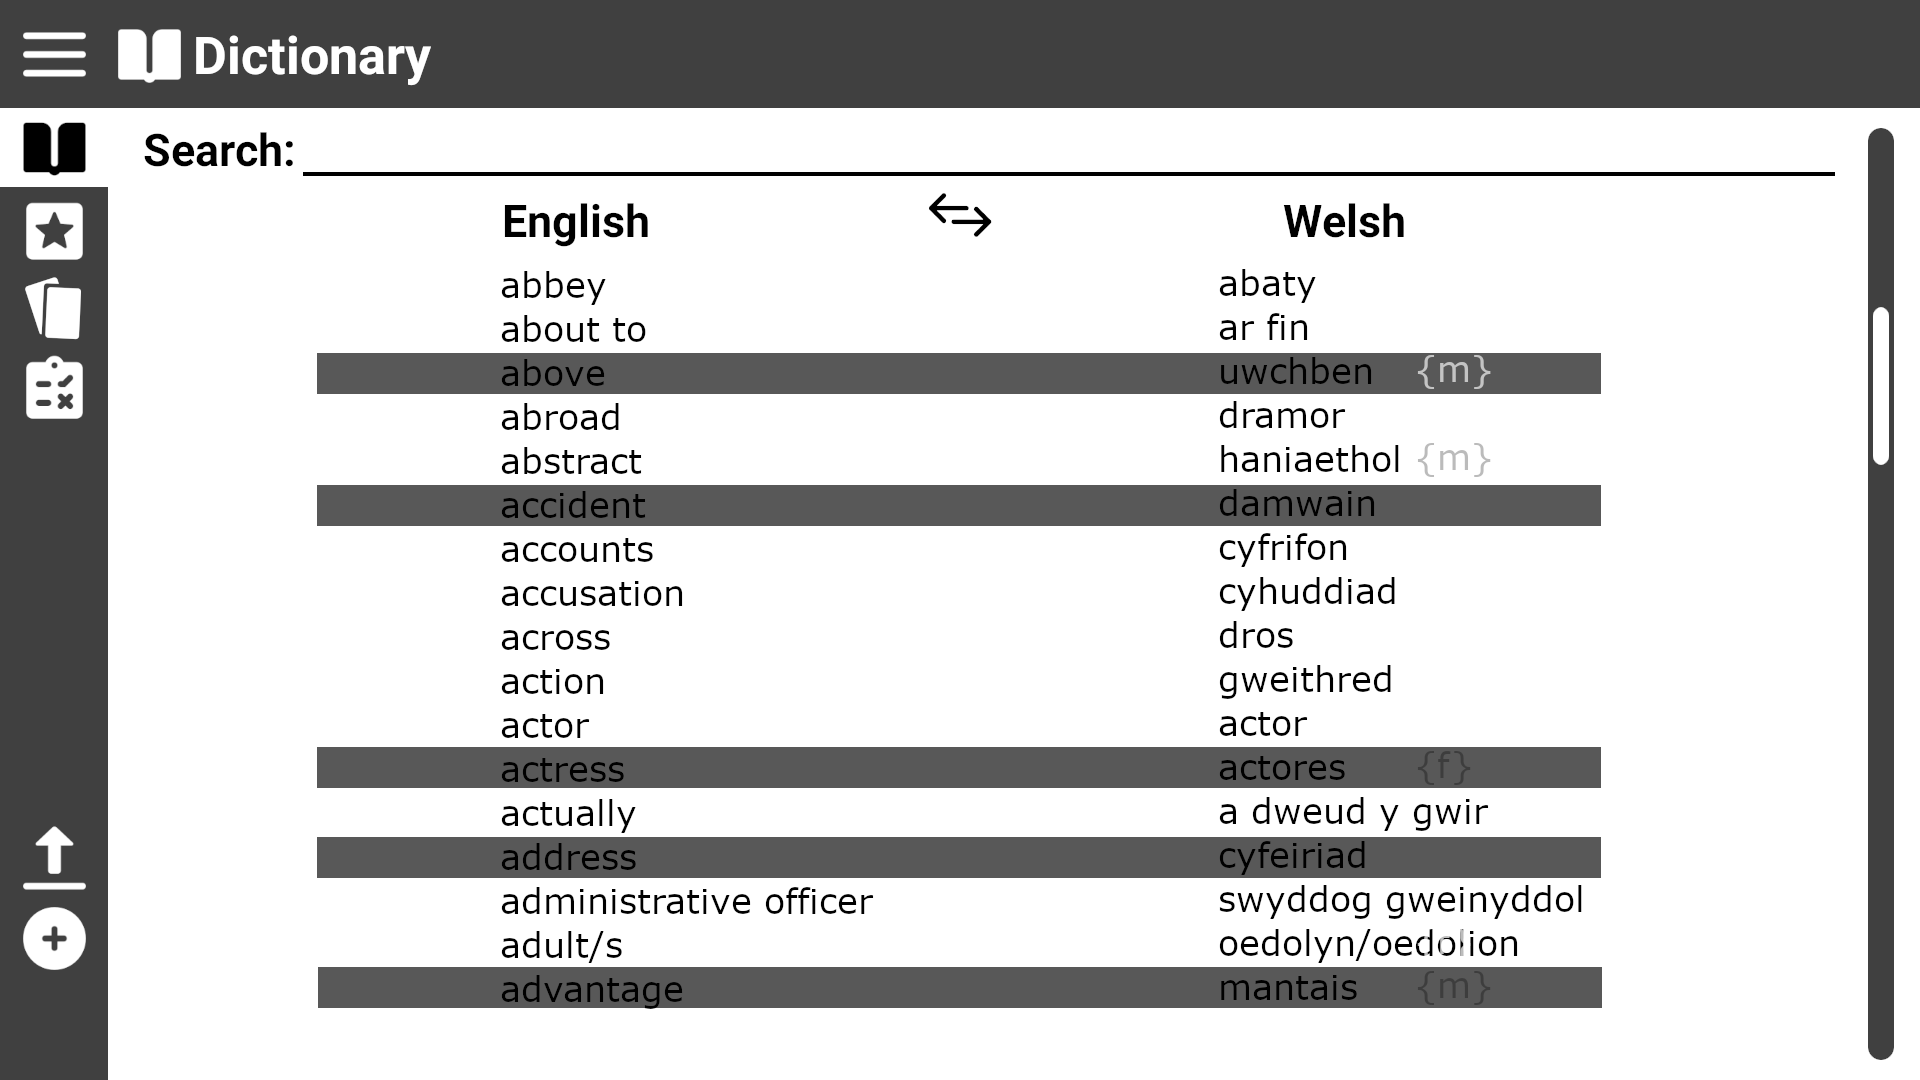 Dictionary
Search:
English Welsh
abbey abaty
about to ar fin
above uwchben {m}
abroad dramor
abstract haniaethol {m}
accident damwain
accounts cyfrifon
accusation cyhuddiad
across dros
action gweithred
actor actor
actress actores {f}
actually a dweud y gwir
address cyfeiriad
administrative officer swyddog gweinyddol
adult/s oedolyn/oedolion
advantage mantais {m}